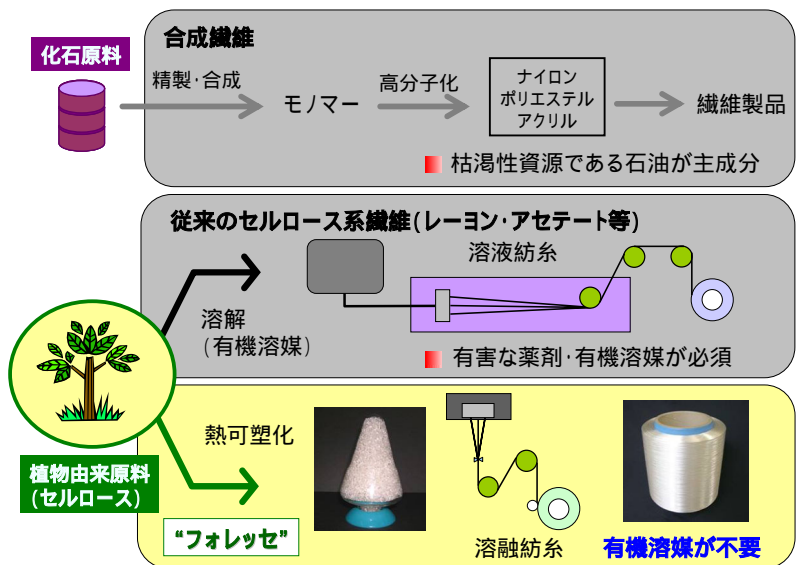 合成繊維
化石原料
精製･合成
モノマー
高分子化
ナイロン
ポリエステル
アクリル
繊維製品
枯渇性資源である石油が主成分
従来のセルロース系繊維(レーヨン･アセテート等)
溶液紡糸
溶解
(有機溶媒)
有害な薬剤･有機溶媒が必須
熱可塑化
植物由来原料
(セルロース)
“フォレッセ”
溶融紡糸
有機溶媒が不要